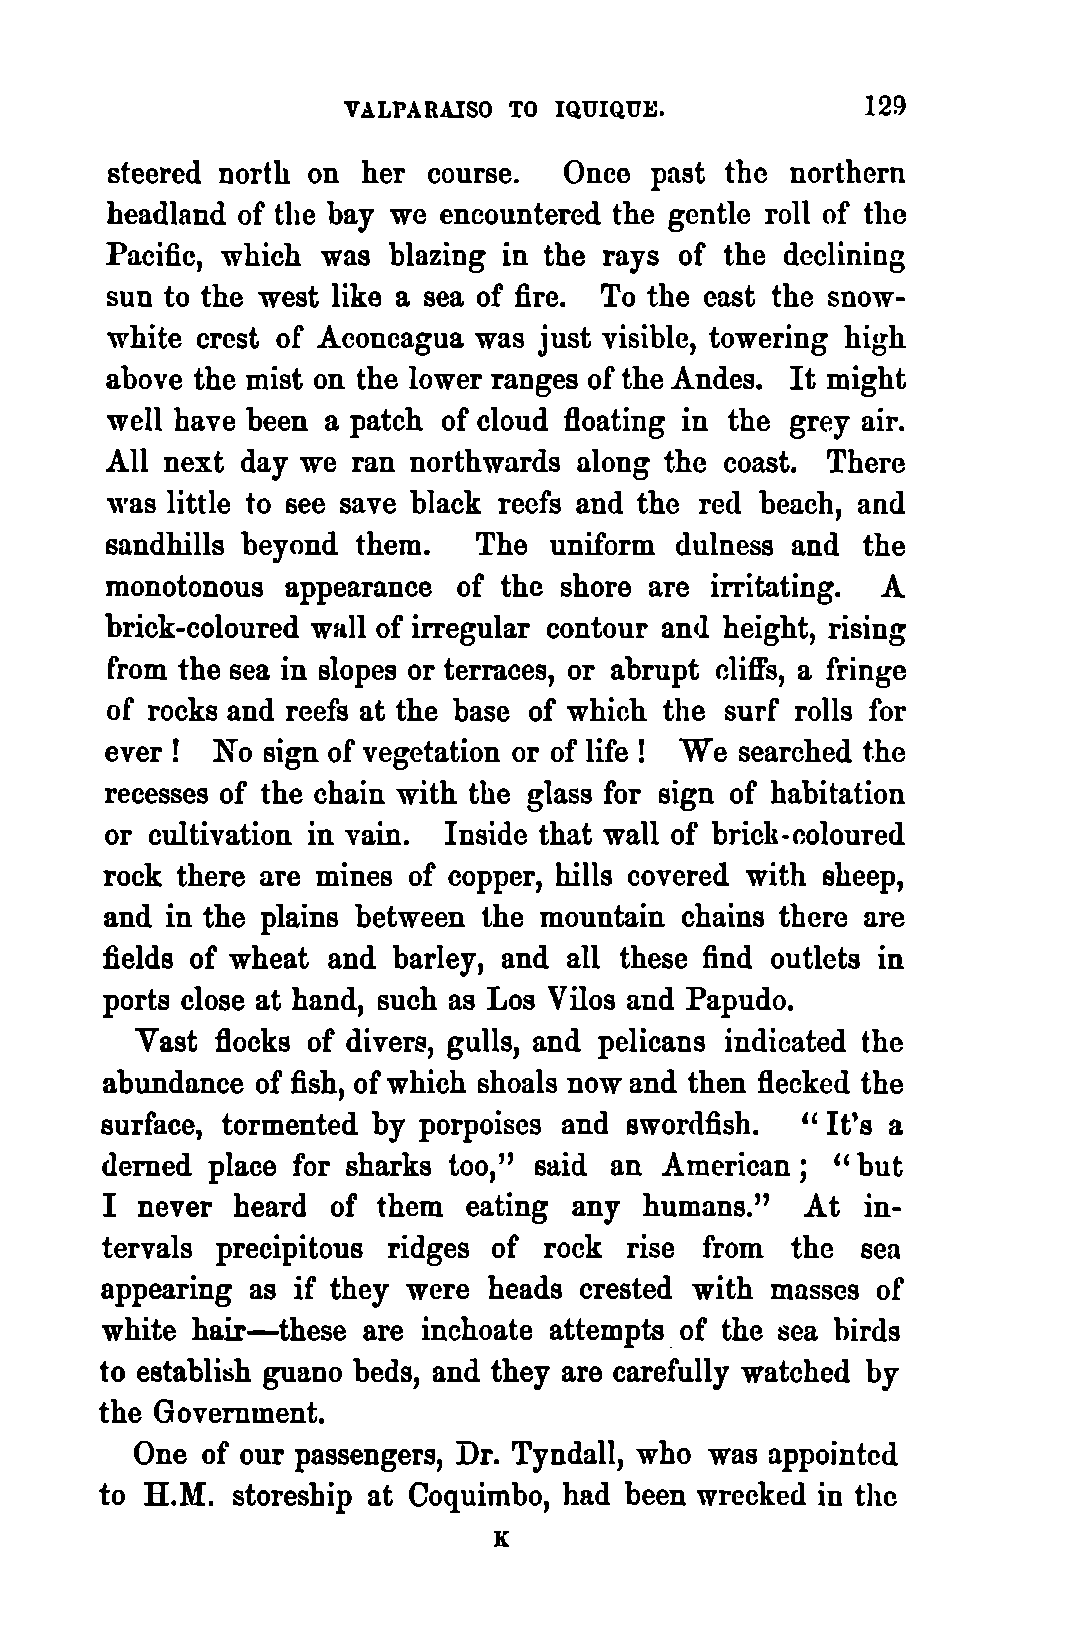 VALPARAISO TO IQUIQUE. 129
steered north on her course. Once past the northern
headland of the bay we encountered the gentle roll of the
Pacific, which was blazing in the rays of the declining
sun to the west like a sea of fire. To the east the snow-
white crest of Aconcagua was just visible, towering high
above the mist on the lower ranges of the Andes. It might
well have been a patch of cloud floating in the grey air.
All next day we ran northwards along the coast. There
was little to see save black reefs and the red beach, and
sandhills beyond them. The uniform dulness and the
monotonous appearance of the shore are irritating. A
brick-coloured wall of irregular contour and height, rising
from the sea in slopes or terraces, or abrupt cliffs, a fringe
of rocks and reefs at the base of which the surf rolls for
ever! No sign of vegetation or of life! We searched the
recesses of the chain with the glass for sign of habitation
or cultivation in vain. Inside that wall of brick-coloured
rock there are mines of copper, hills covered with sheep,
and in the plains between the mountain chains there are
fields of wheat and barley, and all these find outlets in
ports close at hand, such as Los Vilos and Papudo.
Vast flocks of divers, gulls, and pelicans indicated the
abundance of fish, of which shoals now and then flecked the
surface, tormented by porpoises and swordfish. "It's a
derned place for sharks too," said an American; "but
I never heard of them eating any humans." At in-
tervals precipitous ridges of rock rise from the sea
appearing as if they were heads crested with masses of
white hair—these are inchoate attempts of the sea birds
to establish guano beds, and they are carefully watched by
the Government.
One of our passengers, Dr. Tyndall, who was appointed
to H.M. storeship at Coquimbo, had been wrecked in the
K